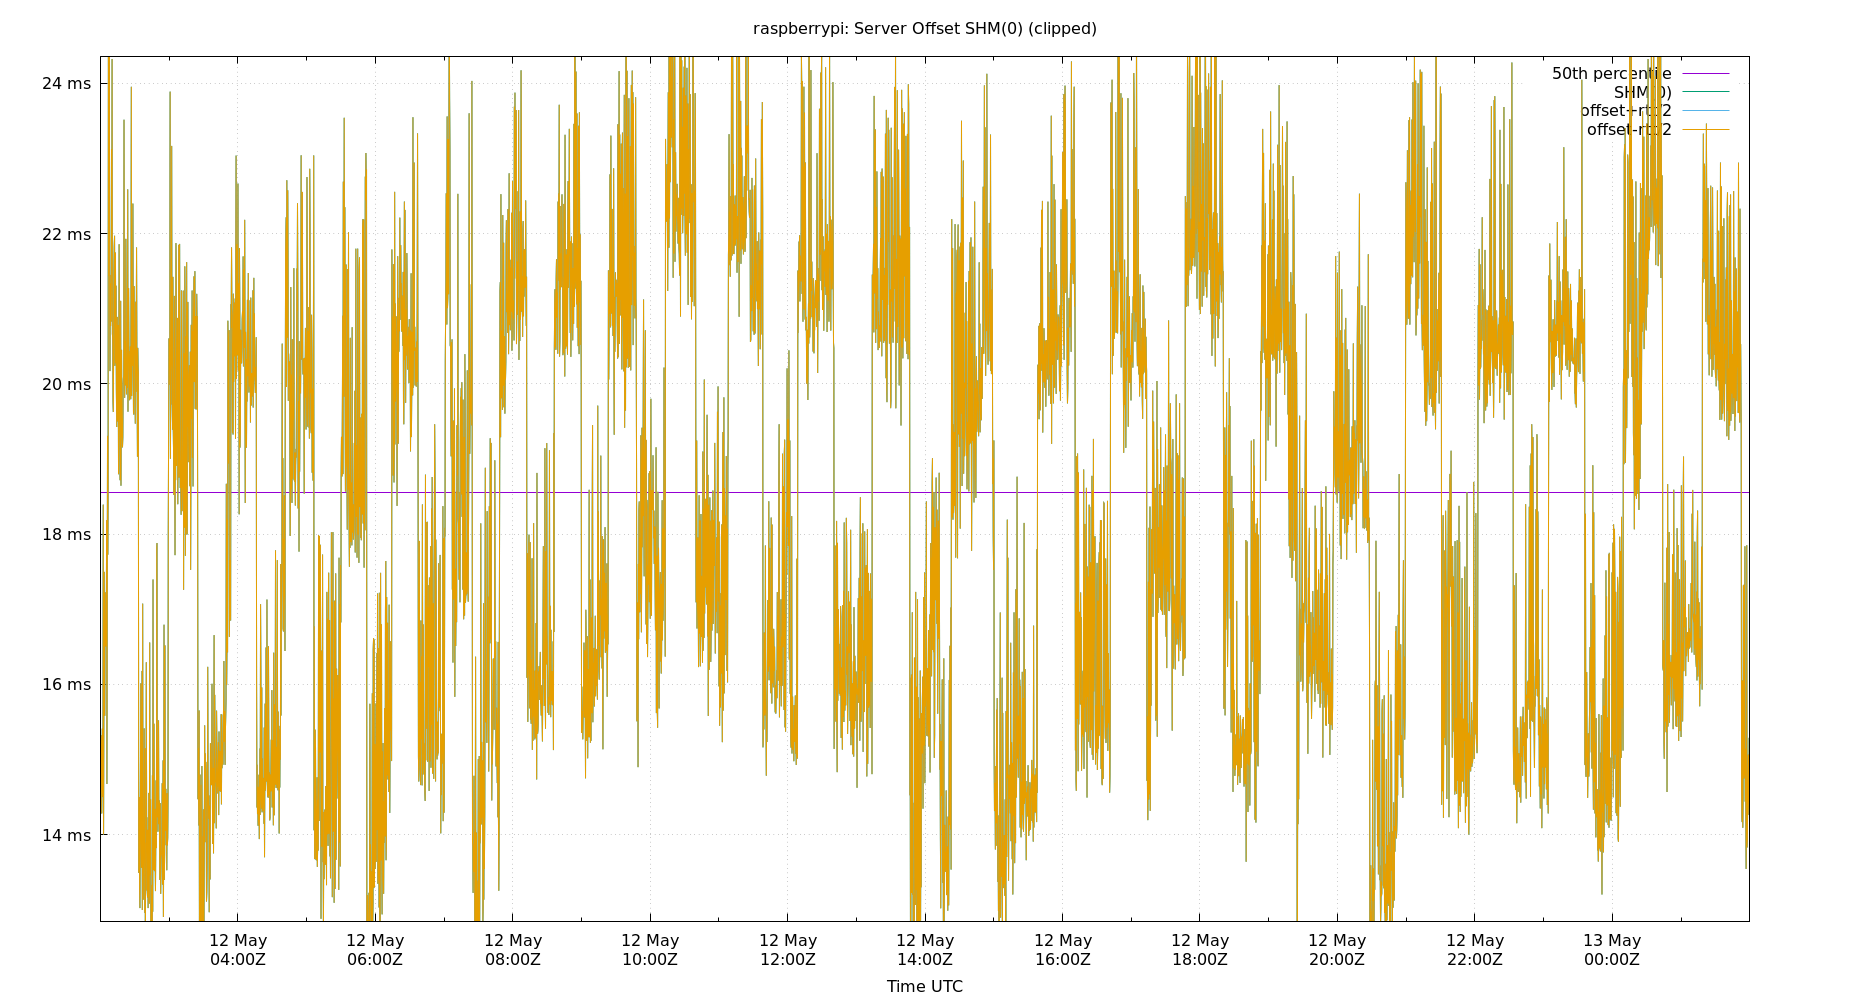 raspberrypi: Server Offset SHM(0) (clipped)
24 ms
22 ms
20 ms
18 ms
16 ms
14 ms
50th percentile
SHM(0)
offset+rtt/2
offset-rtt/2
12 May
04:00Z
12 May
06:00Z
12 May
08:00Z
12 May
10:00Z
12 May
12:00Z
12 May
14:00Z
12 May
16:00Z
12 May
18:00Z
12 May
20:00Z
12 May
22:00Z
13 May
00:00Z
Time UTC